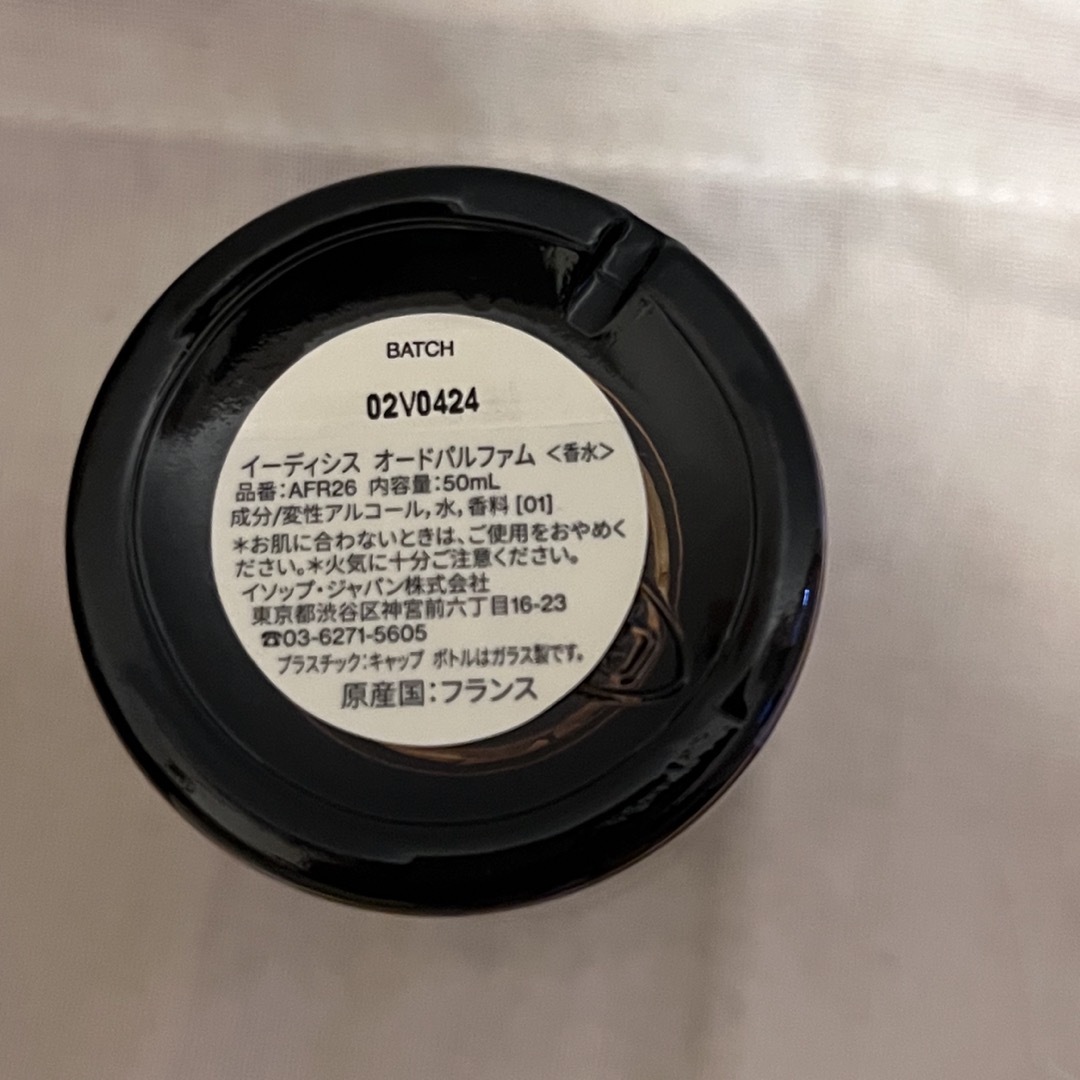 BATCH
02V0424
イーディシス オードパルファム <香水>
品番:AFR26 内容量:50mL
成分/変性アルコール,水,香料 [01]
*お肌に合わないときは、ご使用をおやめく
ださい。*火気に十分ご注意ください。
イソップ・ジャパン株式会社
東京都渋谷区神宮前六丁目16-23
☎03-6271-5605
プラスチック:キャップ ボトルはガラス製です。
原産国:フランス